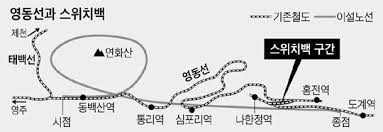 영동선과 스위치백
기존철도
이설노선
제천
태백선
연화산
스위치백 구간
영동선
홍전역
도계역
영주
시점
동백산역
통리역
심포리역
나한정역
종점